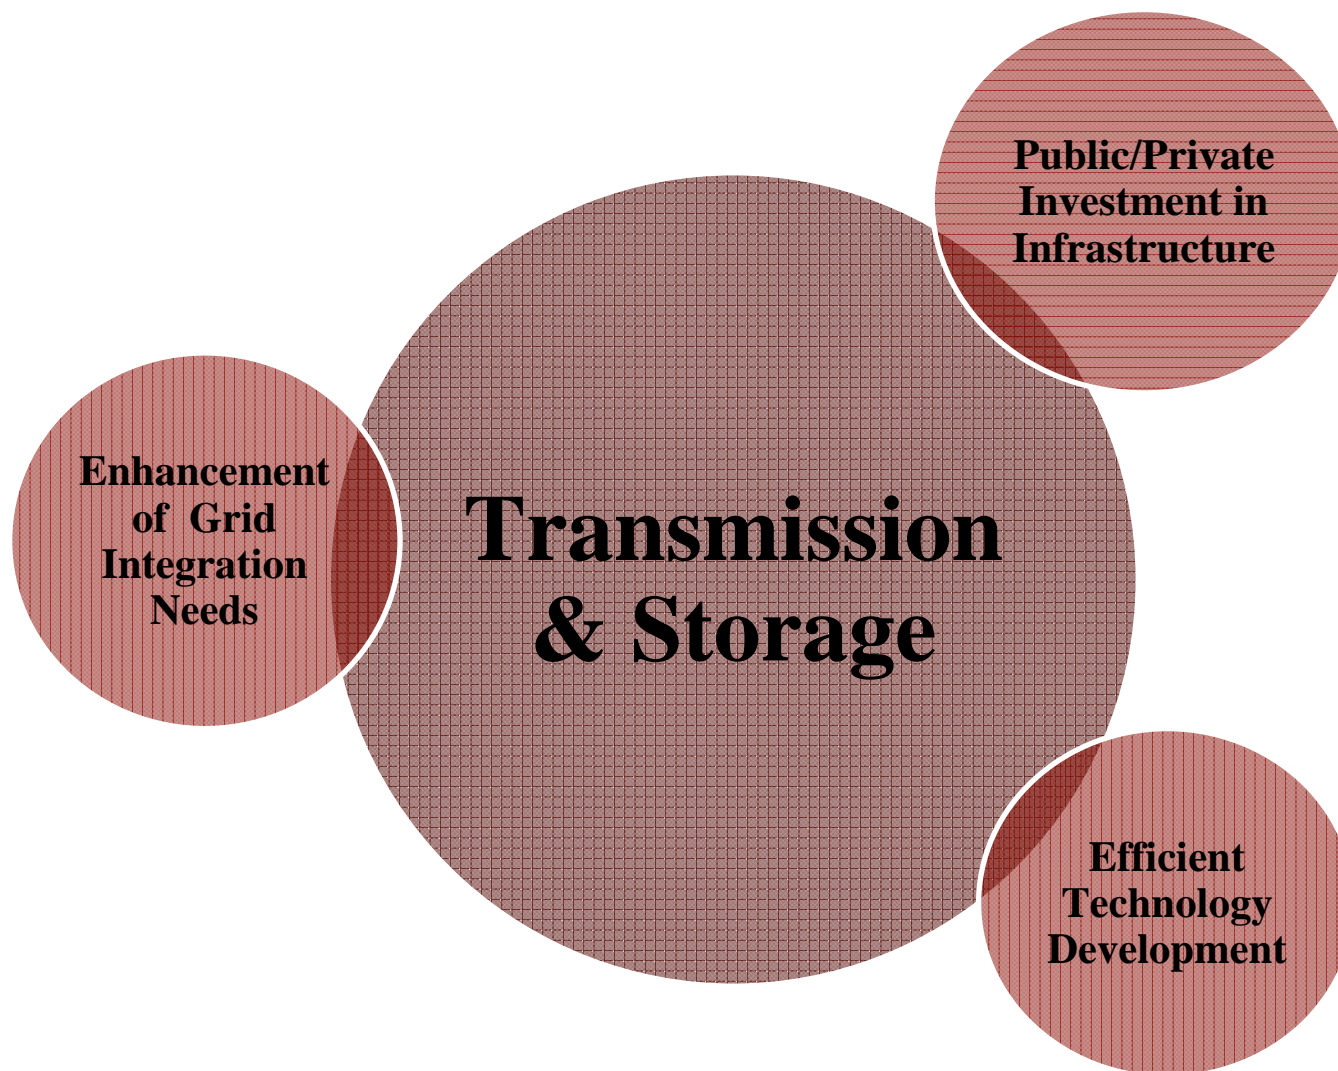 Public/Private
Investment in
Infrastructure
Enhancement
of  Grid
Integration
Needs
Transmission
& Storage
Efficient
Technology
Development